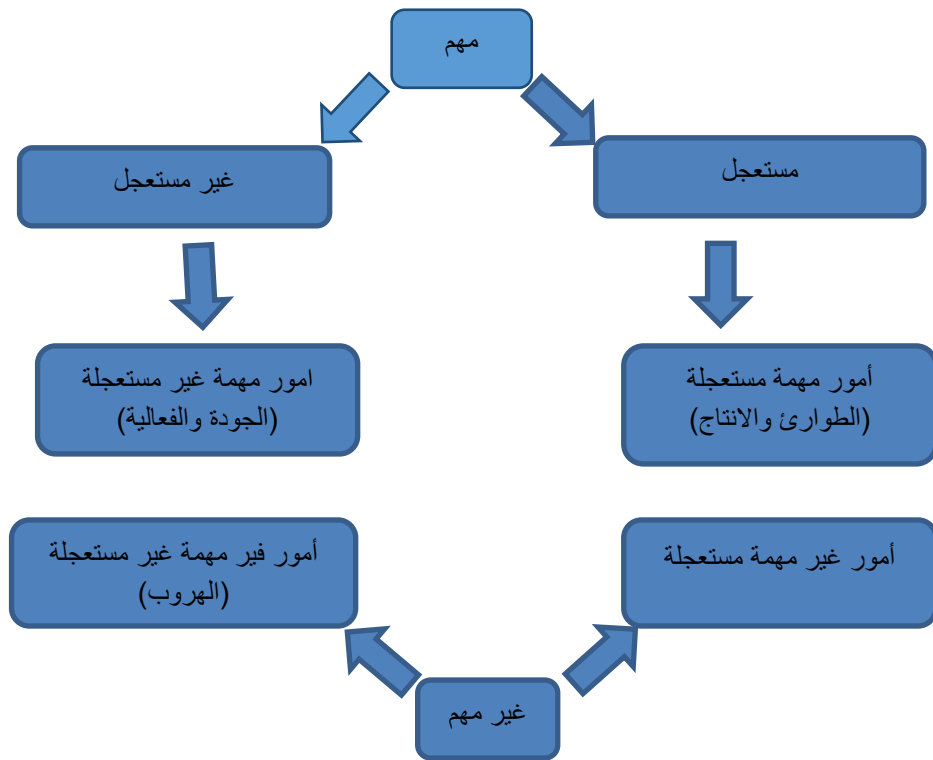 مهم
مستعجل
غير مستعجل
أمور مهمة مستعجلة
(الطوارئ والانتاج)
امور مهمة غير مستعجلة
(الجودة والفعالية)
أمور غير مهمة مستعجلة
أمور فير مهمة غير مستعجلة
(الهروب)
غير مهم